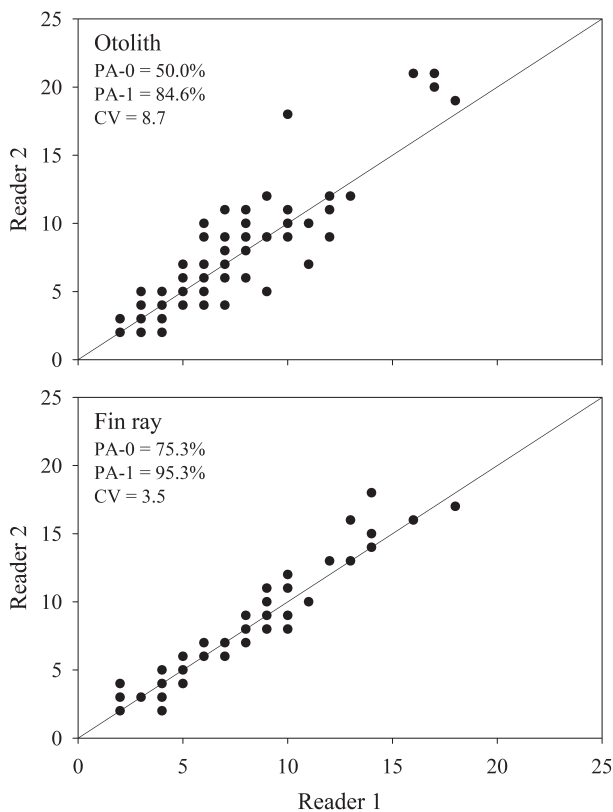 25
Otolith
PA-0 = 50.0%
20
PA-1 = 84.6%
CV = 8.7
15
Reader 2
10
5
0
25
Fin ray
PA-0 = 75.3%
20
PA-1 = 95.3%
CV = 3.5
15
Reader 2
10
5
0
0 5 10 15 20 25
Reader 1